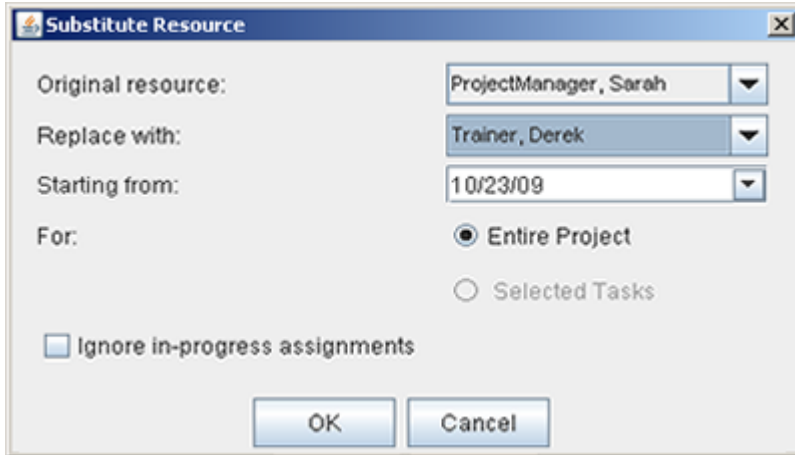 Substitute Resource
Original resource: ProjectManager, Sarah
Replace with: Trainer, Derek
Starting from: 10/23/09
For: Entire Project
Selected Tasks
Ignore in-progress assignments
OK Cancel